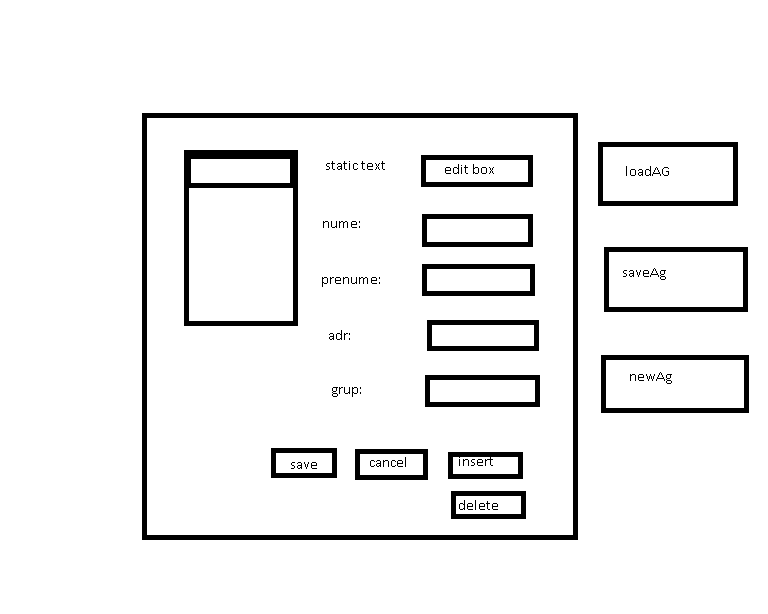 static text
edit box
loadAG
nume:
saveAg
prenume:
adr:
newAg
grup:
save
cancel
insert
delete